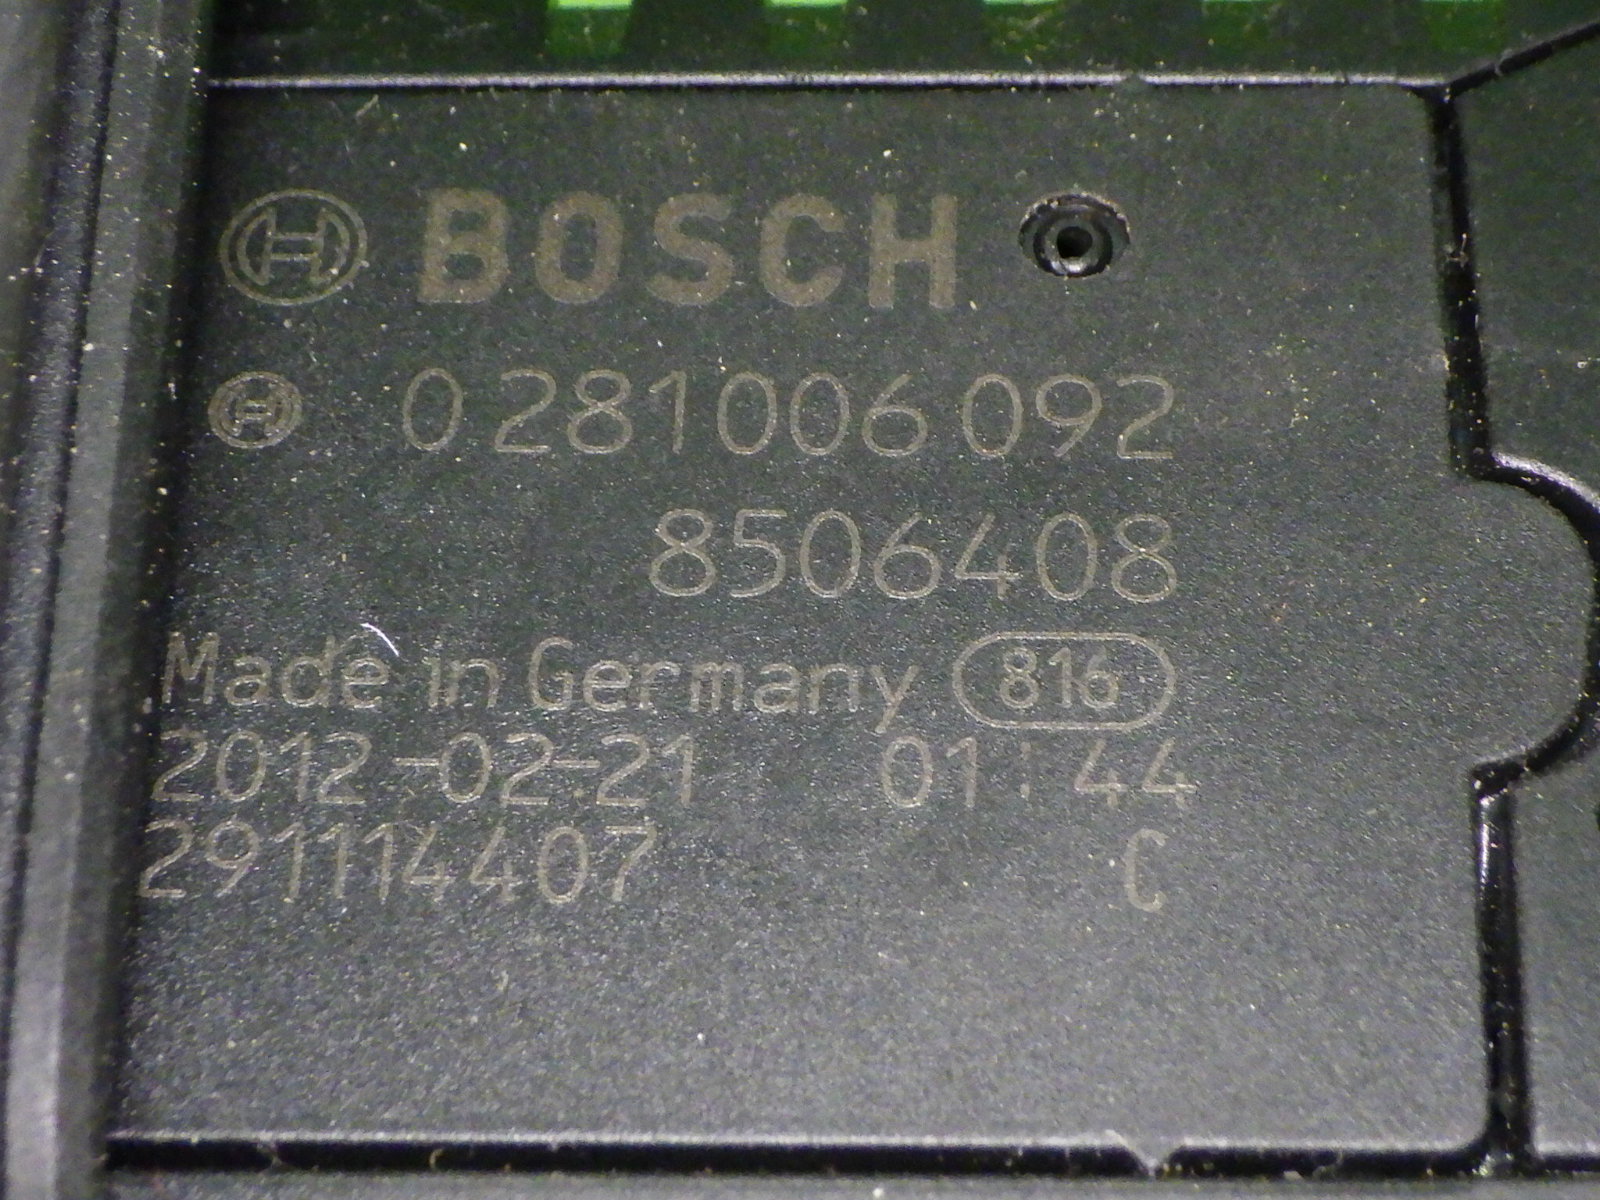 BOSCH
0 281 006 092
8506408
Made in Germany 816
2012-02-21 01:44
291114407 C